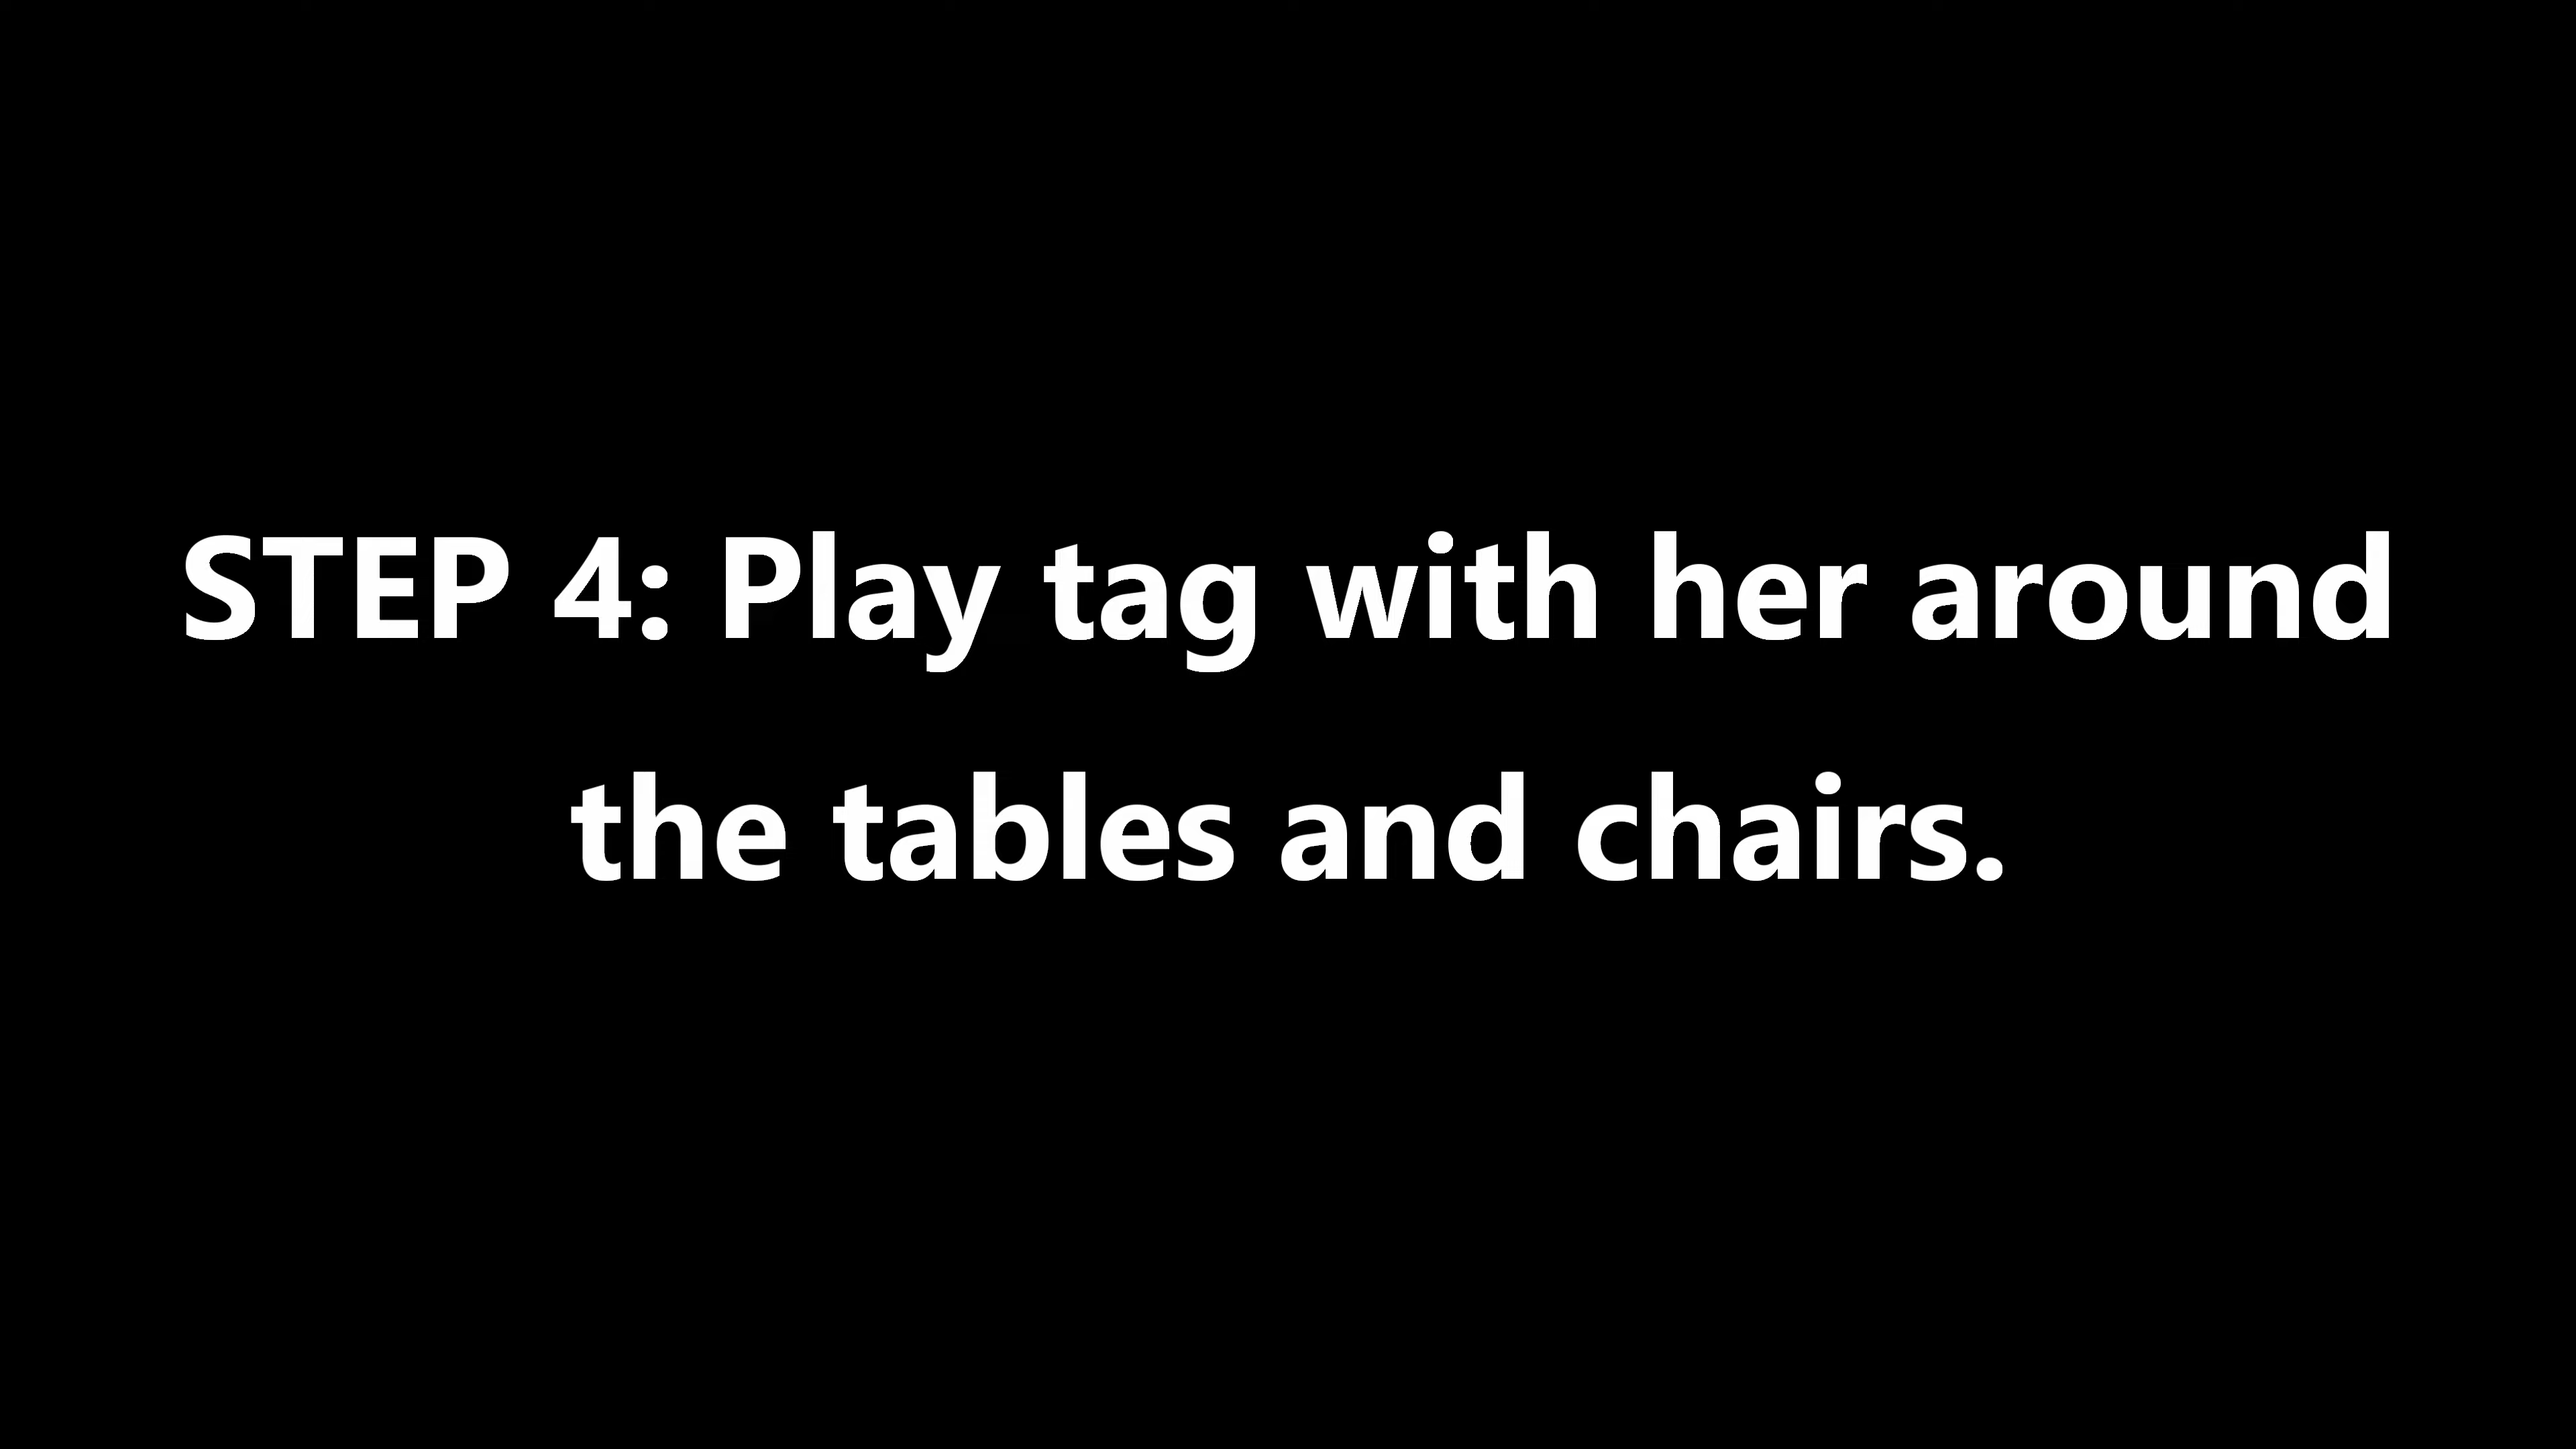 STEP 4: Play tag with her around
the tables and chairs.